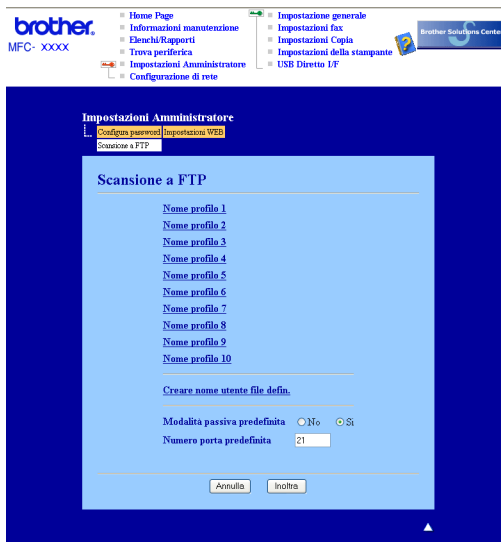 brother®
MFC- XXXX
Home Page
Informazioni manutenzione
Elenchi/Rapporti
Trova periferica
Impostazioni Amministratore
Configurazione di rete
Impostazione generale
Impostazioni fax
Impostazioni Copia
Impostazioni della stampante
USB Diretto I/F
Brother Solutions Cente
Impostazioni Amministratore
Configura password Impostazioni WEB
Scansione a FTP
Scansione a FTP
Nome profilo 1
Nome profilo 2
Nome profilo 3
Nome profilo 4
Nome profilo 5
Nome profilo 6
Nome profilo 7
Nome profilo 8
Nome profilo 9
Nome profilo 10
Creare nome utente file defin.
Modalità passiva predefinita No Sì
Numero porta predefinita 21
Annulla Inoltra